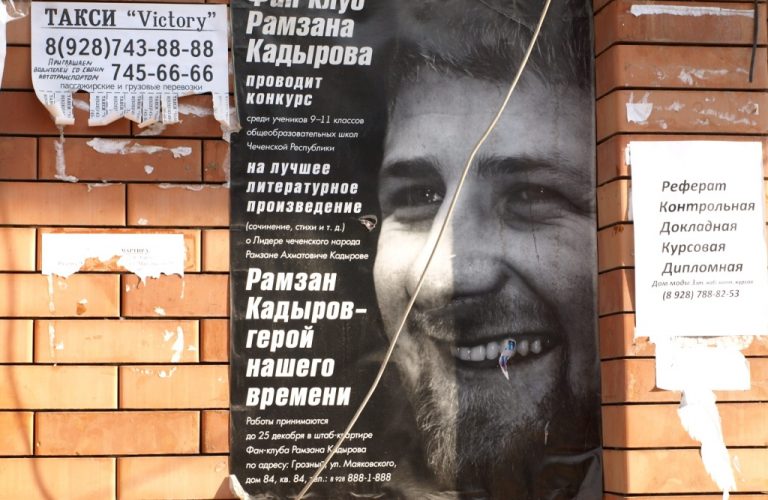 ТАКСИ "Victory"
8(928)743-88-88
ПРИГЛАШАЕМ
ВОДИТЕЛЕЙ СО СВОИМ
АВТОТРАНСПОРТОМ
745-66-66
пассажирские и грузовые перевозки
Фан-клуб
Рамзана
Кадырова
проводит
конкурс
среди учеников 9–11 классов
общеобразовательных школ
Чеченской Республики
на лучшее
литературное
произведение
(сочинение, стихи и т. д.)
о Лидере чеченского народа
Рамзане Ахматовиче Кадырове
Рамзан
Кадыров–
герой
нашего
времени
Работы принимаются
до 25 декабря в штаб-квартире
Фан-клуба Рамзана Кадырова
по адресу: Грозный, ул. Маяковского,
дом 84, кв. 84, тел.: 8 928 888-1-888
Реферат
Контрольная
Докладная
Курсовая
Дипломная
Дом моды
(8 928) 788-82-53